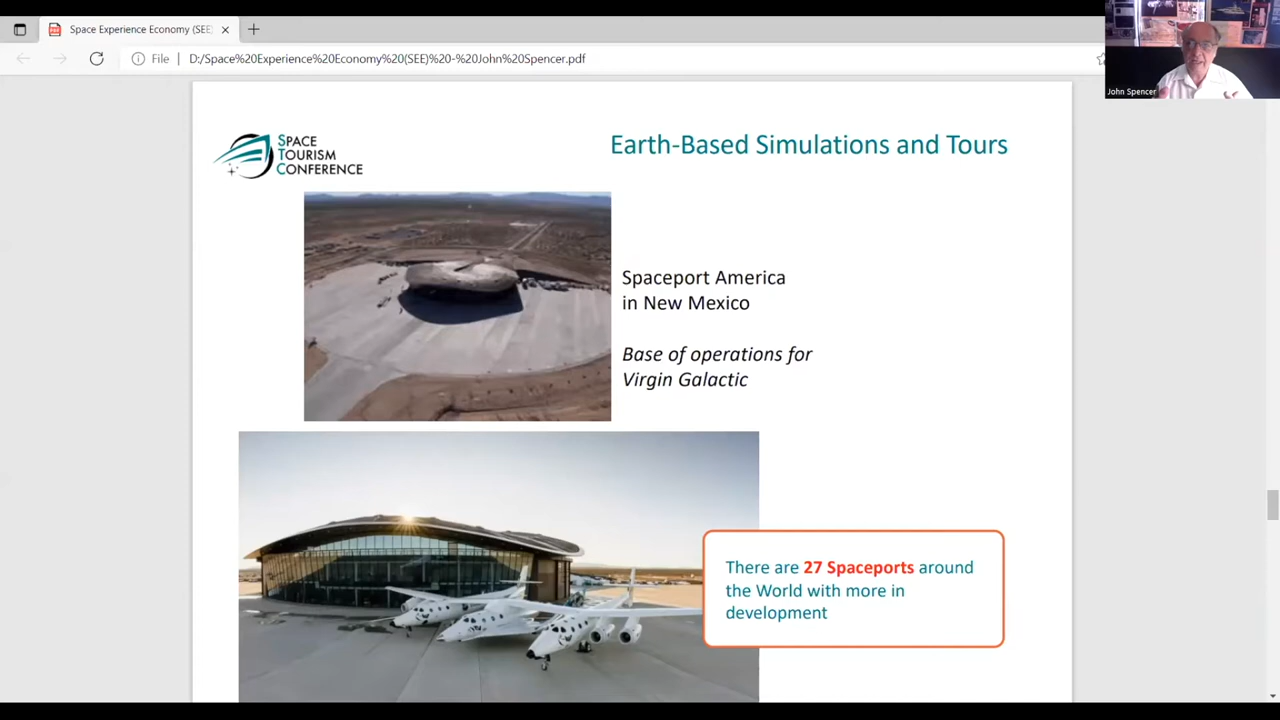 Space Experience Economy (SEE)
File
D:/Space%20Experience%20Economy%20(SEE)%20-%20John%20Spencer.pdf
John Spencer
SPACE
TOURISM
CONFERENCE
Earth-Based Simulations and Tours
Spaceport America
in New Mexico
Base of operations for
Virgin Galactic
There are 27 Spaceports around
the World with more in
development